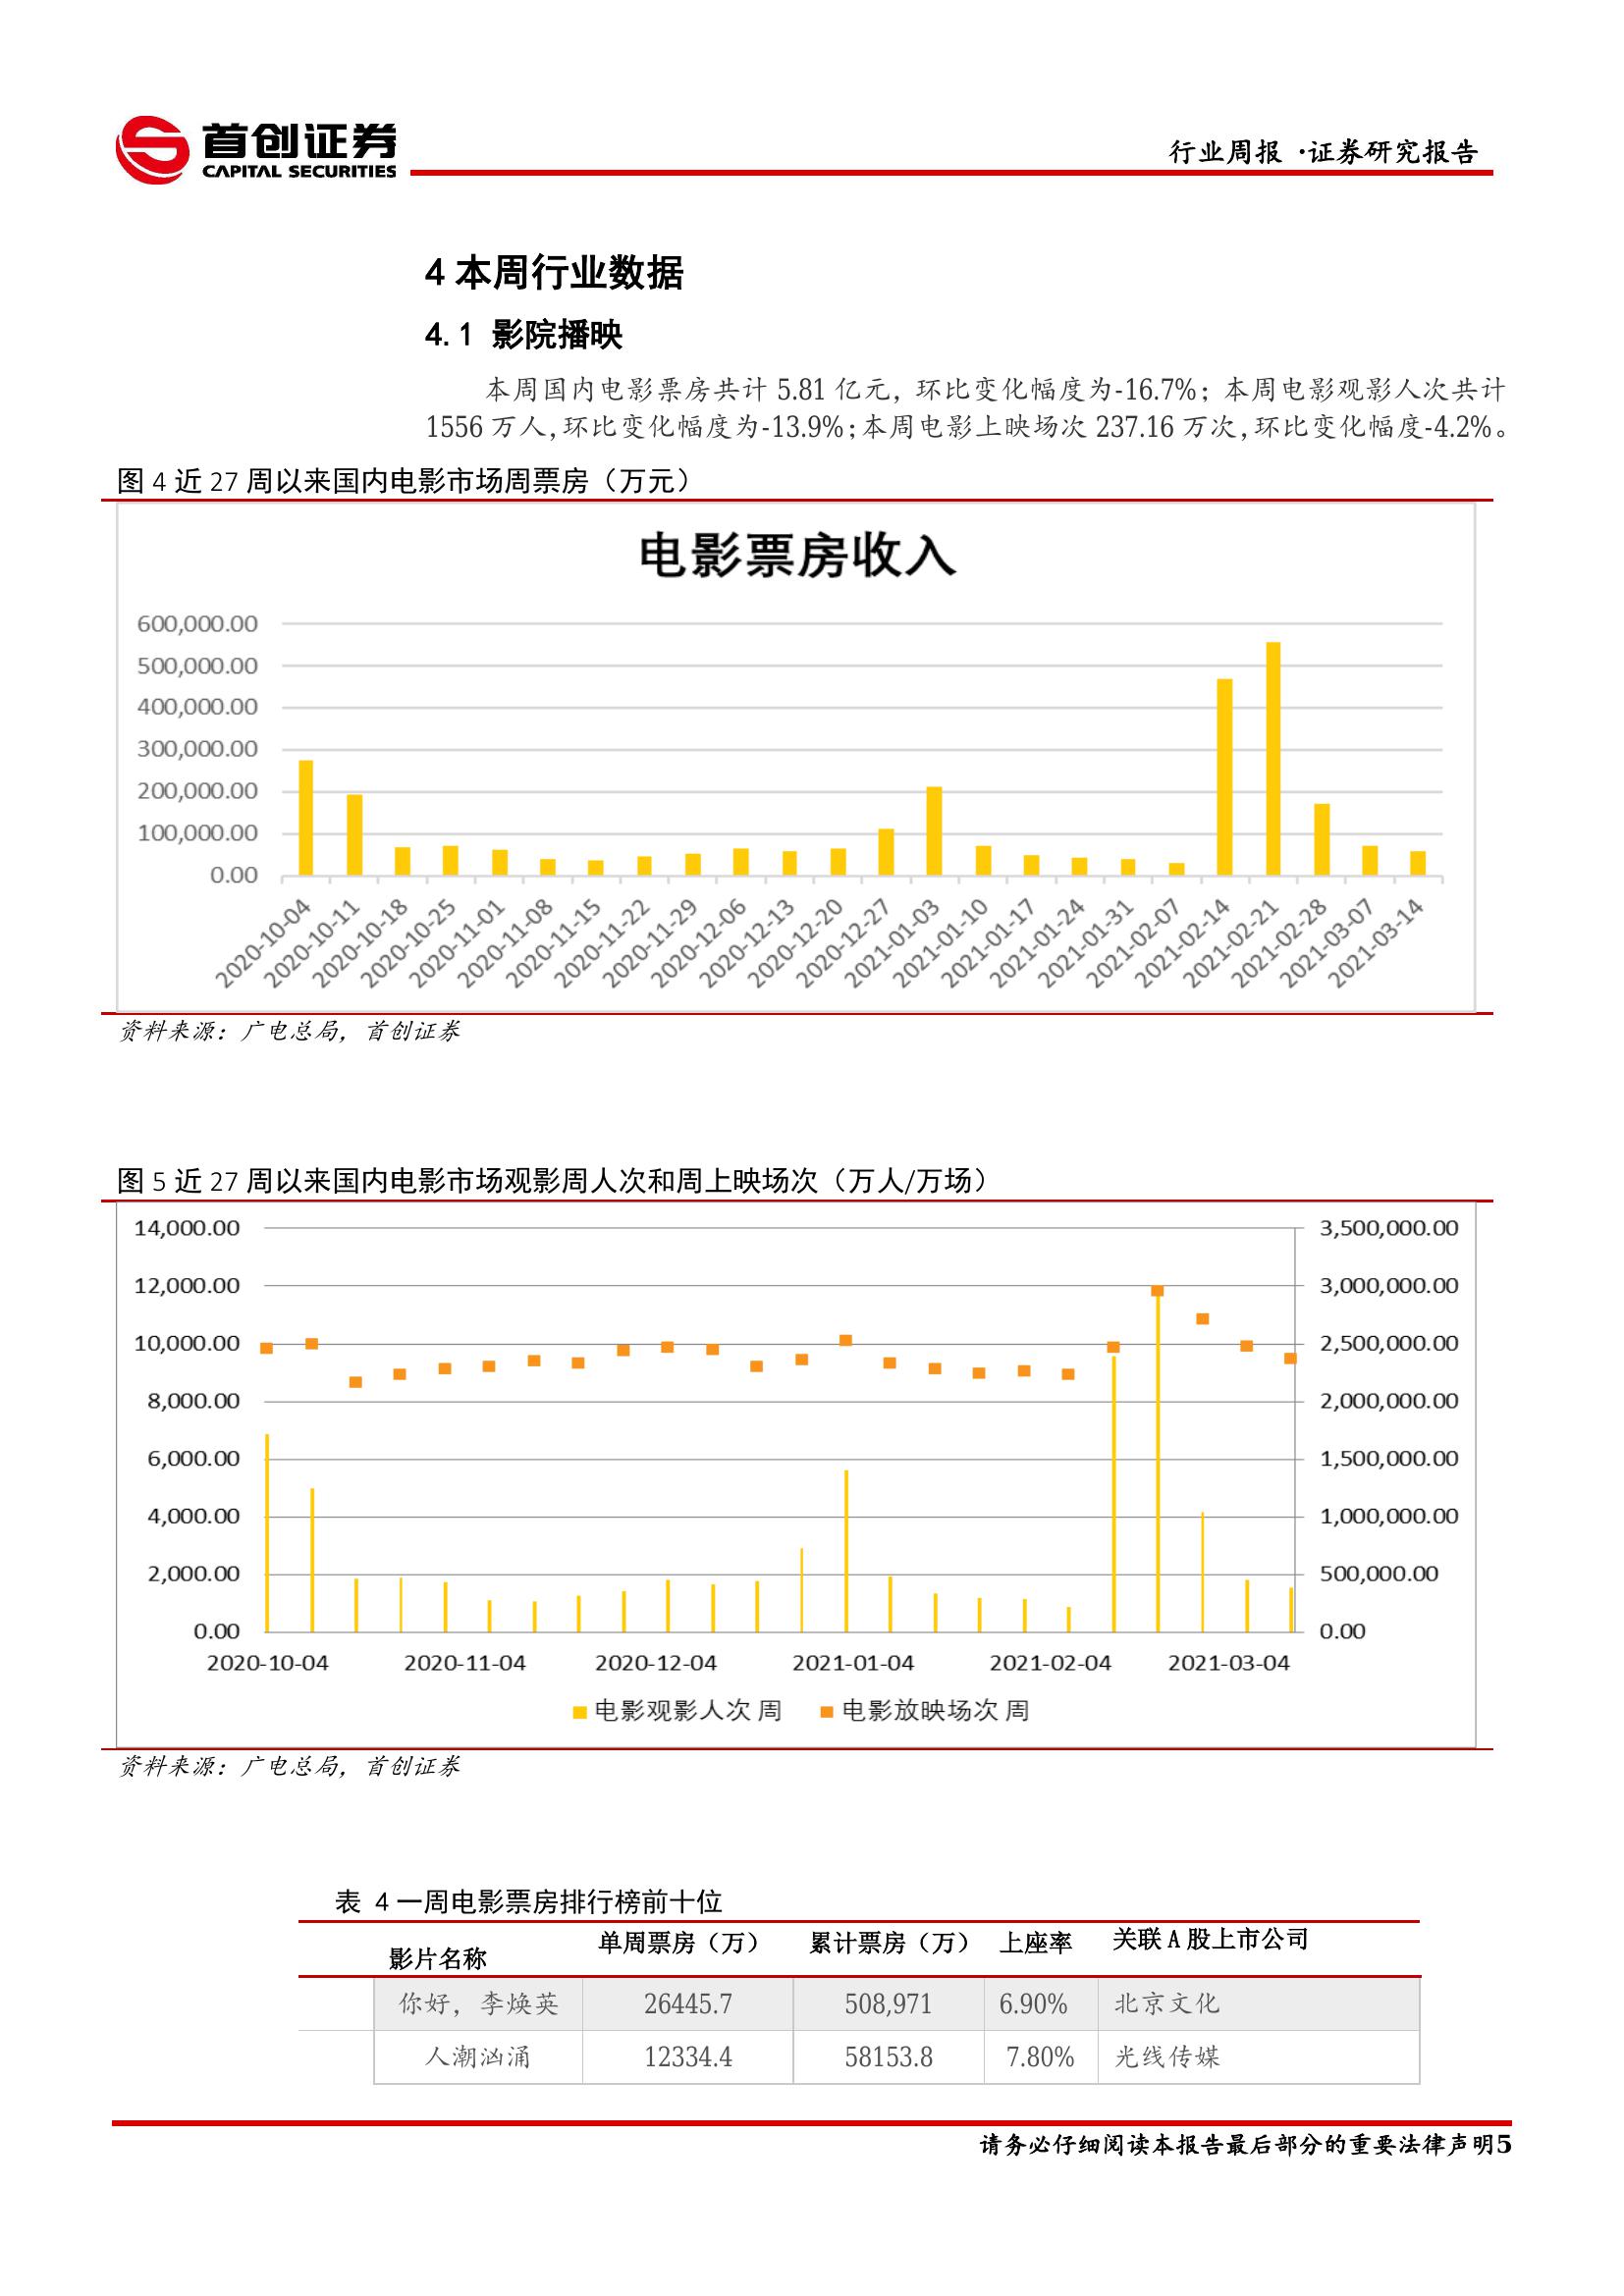 首创证券
CAPITAL SECURITIES
行业周报 ·证券研究报告
4 本周行业数据
4.1 影院播映
本周国内电影票房共计 5.81 亿元，环比变化幅度为-16.7%；本周电影观影人次共计
1556 万人，环比变化幅度为-13.9%；本周电影上映场次 237.16 万次，环比变化幅度-4.2%。
图 4 近 27 周以来国内电影市场周票房（万元）
电影票房收入
600,000.00
500,000.00
400,000.00
300,000.00
200,000.00
100,000.00
0.00
2020-10-04
2020-10-11
2020-10-18
2020-10-25
2020-11-01
2020-11-08
2020-11-15
2020-11-22
2020-11-29
2020-12-06
2020-12-13
2020-12-20
2020-12-27
2021-01-03
2021-01-10
2021-01-17
2021-01-24
2021-01-31
2021-02-07
2021-02-14
2021-02-21
2021-02-28
2021-03-07
2021-03-14
资料来源：广电总局，首创证券
图 5 近 27 周以来国内电影市场观影周人次和周上映场次（万人/万场）
14,000.00 3,500,000.00
12,000.00 3,000,000.00
10,000.00 2,500,000.00
8,000.00 2,000,000.00
6,000.00 1,500,000.00
4,000.00 1,000,000.00
2,000.00 500,000.00
0.00 0.00
2020-10-04 2020-11-04 2020-12-04 2021-01-04 2021-02-04 2021-03-04
电影观影人次 周 电影放映场次 周
资料来源：广电总局，首创证券
表 4 一周电影票房排行榜前十位
影片名称 单周票房（万） 累计票房（万） 上座率 关联 A 股上市公司
你好，李焕英 26445.7 508,971 6.90% 北京文化
人潮汹涌 12334.4 58153.8 7.80% 光线传媒
请务必仔细阅读本报告最后部分的重要法律声明5